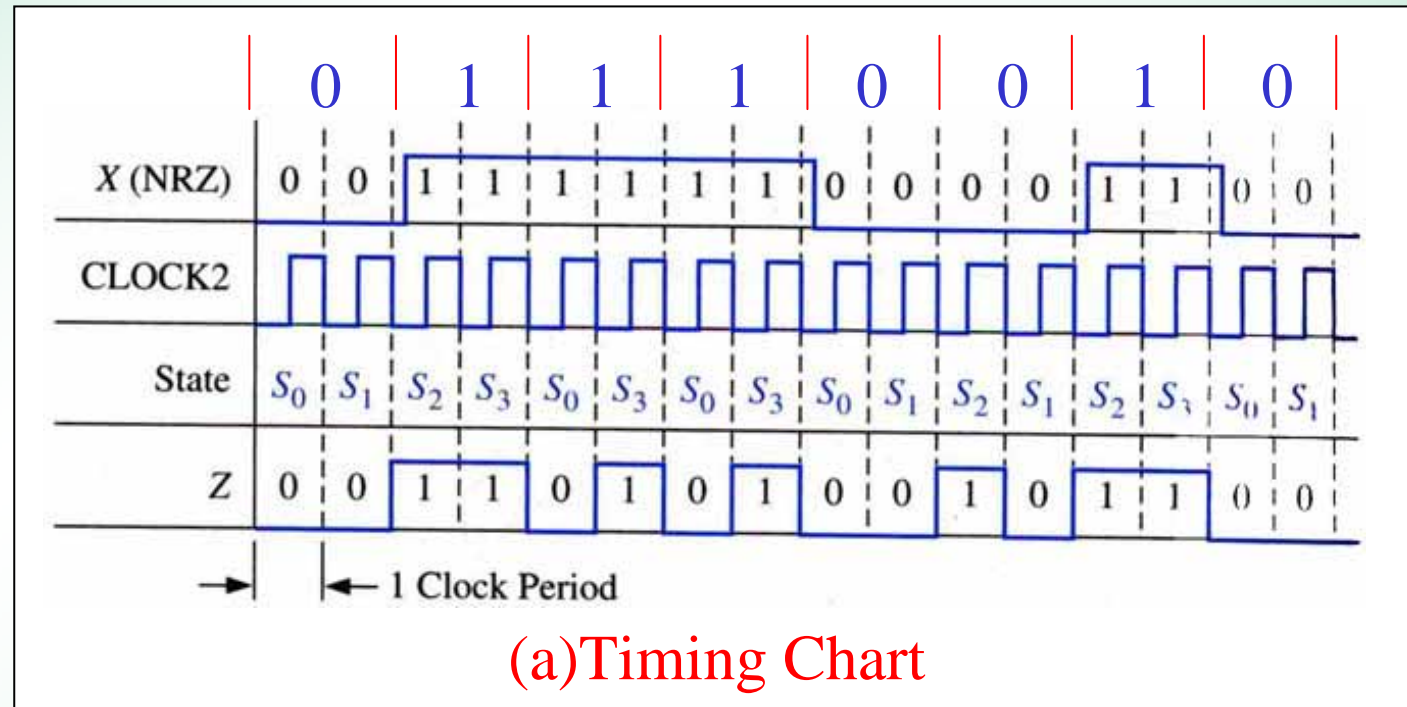 0 1 1 1 0 0 1 0
X (NRZ) 0 0 1 1 1 1 1 1 0 0 0 0 1 1 0 0
CLOCK2
State S0 S1 S2 S3 S0 S3 S0 S3 S0 S1 S2 S1 S2 S3 S0 S1
Z 0 0 1 1 0 1 0 1 0 0 1 0 1 1 0 0
1 Clock Period
(a)Timing Chart